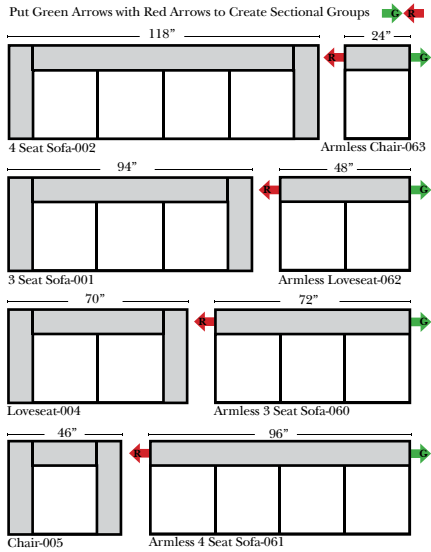 Put Green Arrows with Red Arrows to Create Sectional Groups G R
118” 24”
R G
4 Seat Sofa-002 Armless Chair-063
94” 48”
R G
3 Seat Sofa-001 Armless Loveseat-062
70” 72”
R G
Loveseat-004 Armless 3 Seat Sofa-060
46” 96”
R G
Chair-005 Armless 4 Seat Sofa-061